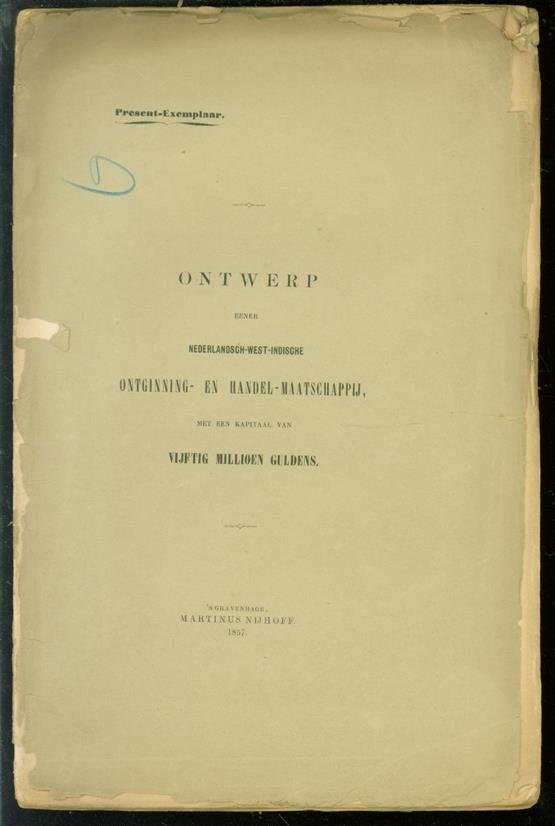 Present-Exemplaar.
ONTWERP
EENER
NEDERLANDSCH-WEST-INDISCHE
ONTGINNING- EN HANDEL-MAATSCHAPPIJ,
MET EEN KAPITAAL VAN
VIJFTIG MILLIOEN GULDENS.
'S GRAVENHAGE,
MARTINUS NIJHOFF.
1857.